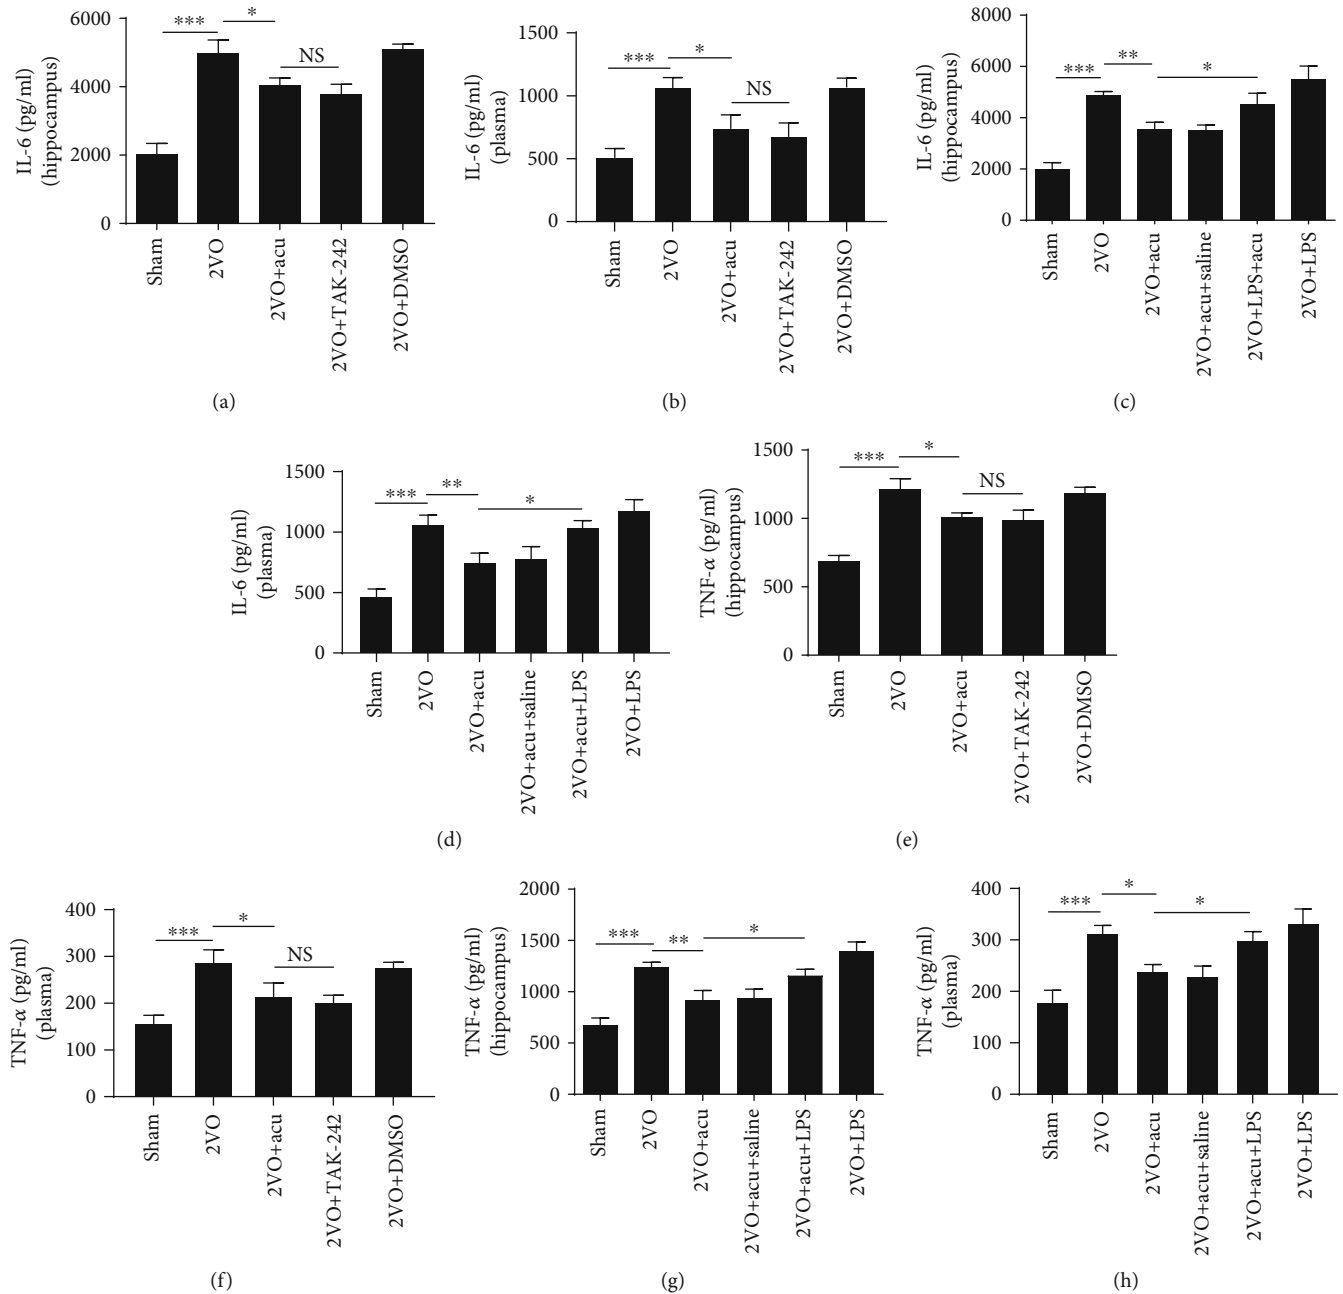 IL-6 (pg/ml)
(hippocampus)
6000
4000
2000
0
***
*
NS
Sham
2VO
2VO+acu
2VO+TAK-242
2VO+DMSO
(a)
IL-6 (pg/ml)
(plasma)
1500
1000
500
0
***
*
NS
Sham
2VO
2VO+acu
2VO+TAK-242
2VO+DMSO
(b)
IL-6 (pg/ml)
(hippocampus)
8000
6000
4000
2000
0
***
**
*
Sham
2VO
2VO+acu
2VO+acu+saline
2VO+LPS+acu
2VO+LPS
(c)
IL-6 (pg/ml)
(plasma)
1500
1000
500
0
***
**
*
Sham
2VO
2VO+acu
2VO+acu+saline
2VO+acu+LPS
2VO+LPS
(d)
TNF-α (pg/ml)
(hippocampus)
1500
1000
500
0
***
*
NS
Sham
2VO
2VO+acu
2VO+TAK-242
2VO+DMSO
(e)
TNF-α (pg/ml)
(plasma)
400
300
200
100
0
***
*
NS
Sham
2VO
2VO+acu
2VO+TAK-242
2VO+DMSO
(f)
TNF-α (pg/ml)
(hippocampus)
2000
1500
1000
500
0
***
**
*
Sham
2VO
2VO+acu
2VO+acu+saline
2VO+acu+LPS
2VO+LPS
(g)
TNF-α (pg/ml)
(plasma)
400
300
200
100
0
***
*
*
Sham
2VO
2VO+acu
2VO+acu+saline
2VO+acu+LPS
2VO+LPS
(h)